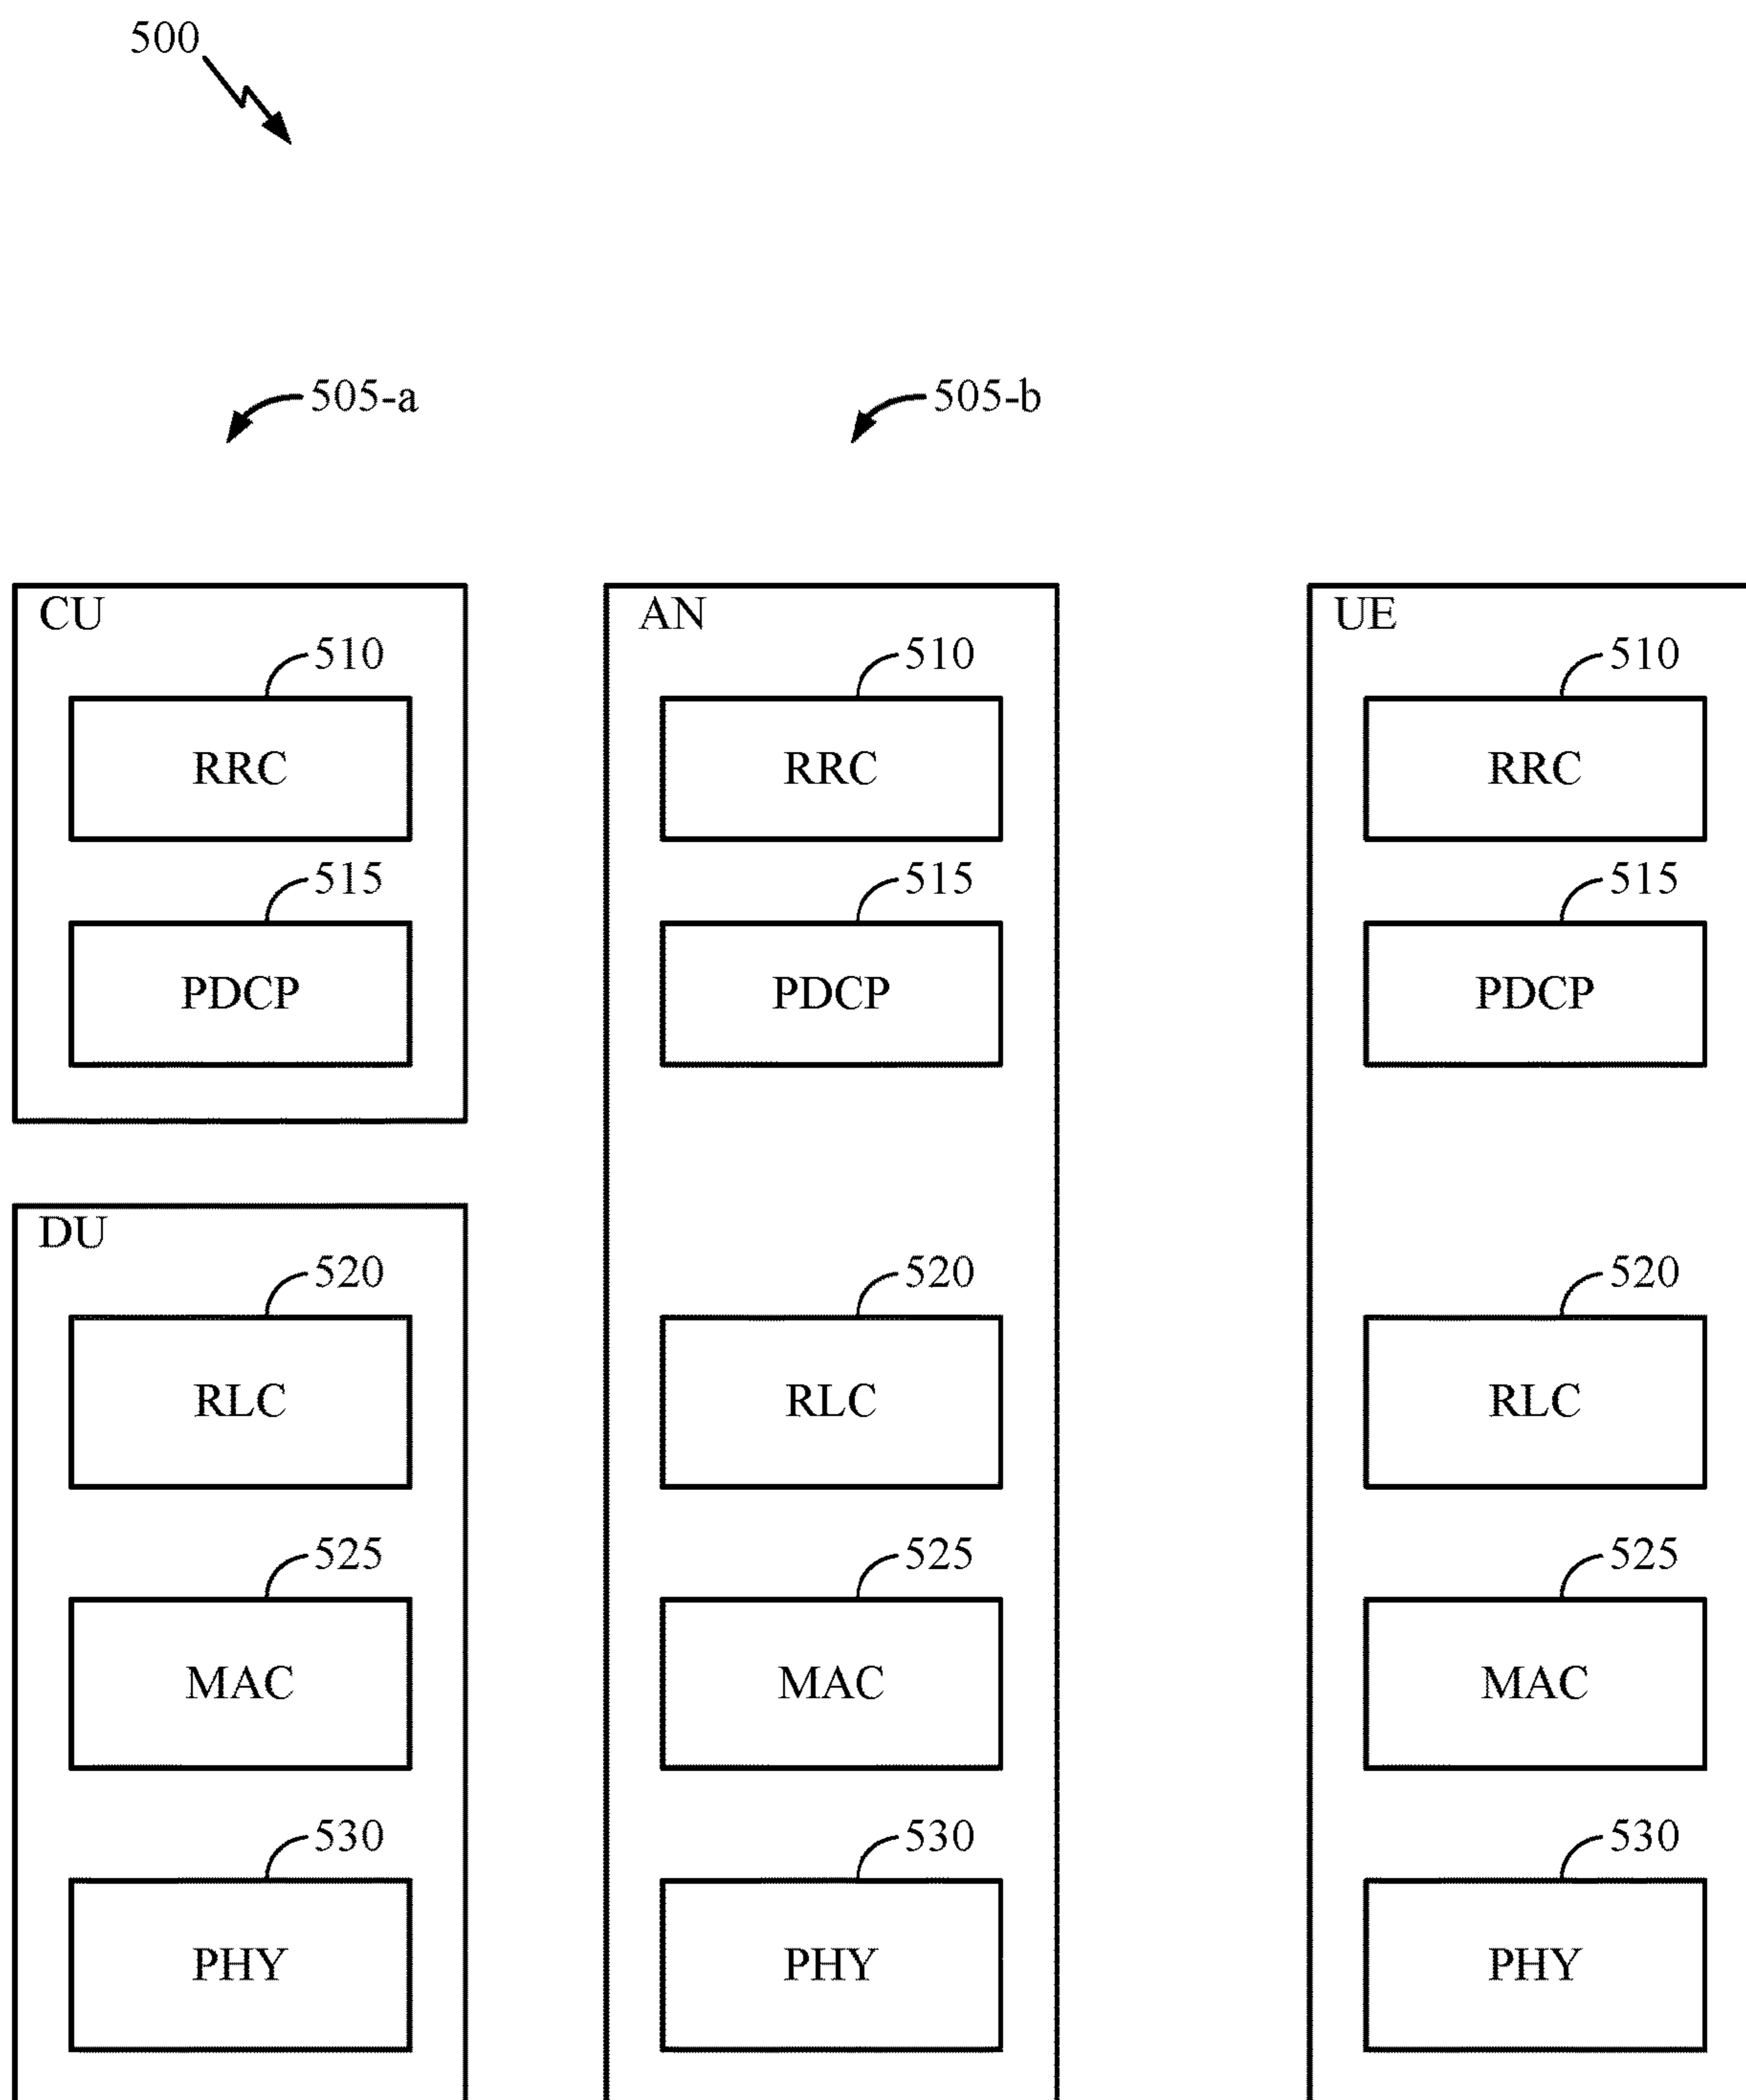 500
505-a 505-b
CU AN UE
510 510 510
RRC RRC RRC
515 515 515
PDCP PDCP PDCP
DU
520 520 520
RLC RLC RLC
525 525 525
MAC MAC MAC
530 530 530
PHY PHY PHY